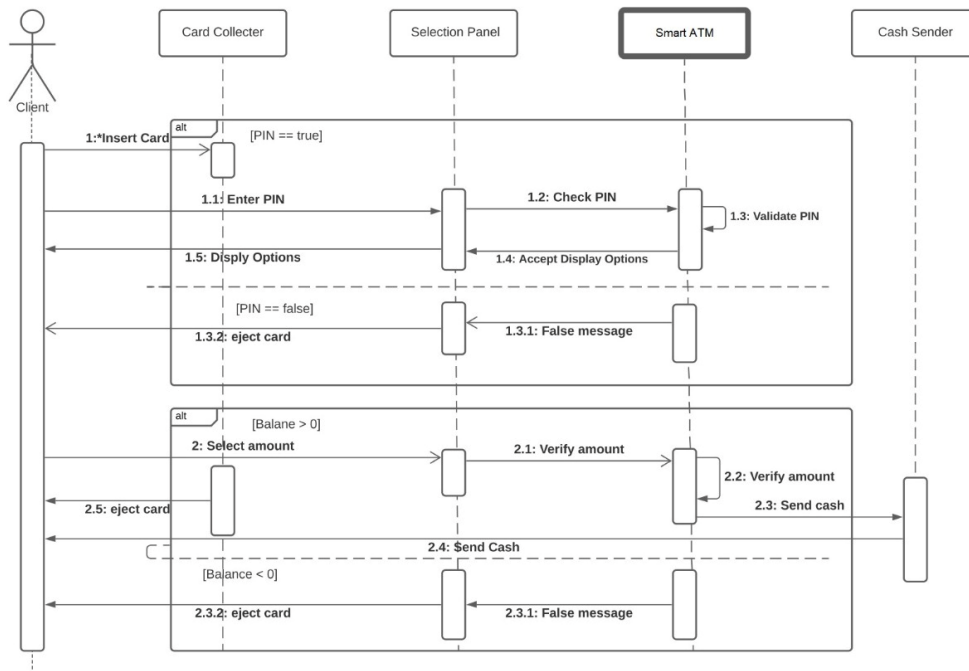 Card Collecter
Selection Panel
Smart ATM
Cash Sender
Client
alt
[PIN == true]
1:*Insert Card
1.1: Enter PIN
1.2: Check PIN
1.3: Validate PIN
1.5: Disply Options
1.4: Accept Display Options
[PIN == false]
1.3.2: eject card
1.3.1: False message
alt
[Balane > 0]
2: Select amount
2.1: Verify amount
2.2: Verify amount
2.5: eject card
2.3: Send cash
2.4: Send Cash
[Balance < 0]
2.3.2: eject card
2.3.1: False message